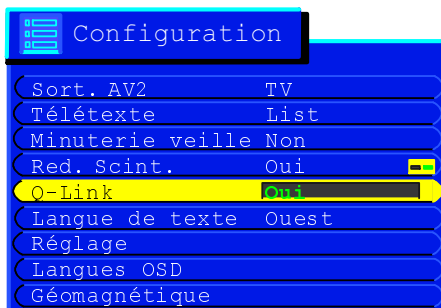 Configuration
Sort. AV2 TV
Télétexte List
Minuterie veille Non
Red. Scint. Oui
Q-Link Oui
Langue de texte Ouest
Réglage
Langues OSD
Géomagnétique